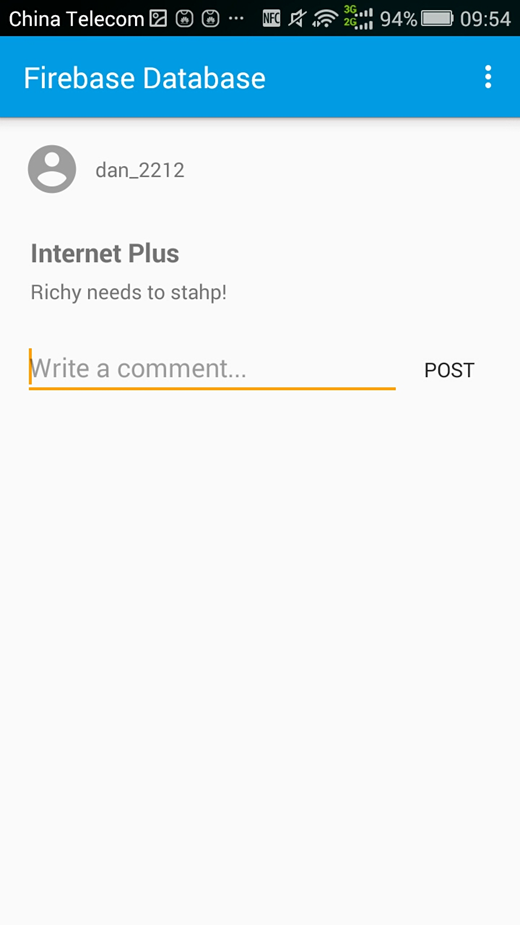 China Telecom ··· NFC 3G 2G 94% 09:54
Firebase Database
dan_2212
Internet Plus
Richy needs to stahp!
Write a comment... POST